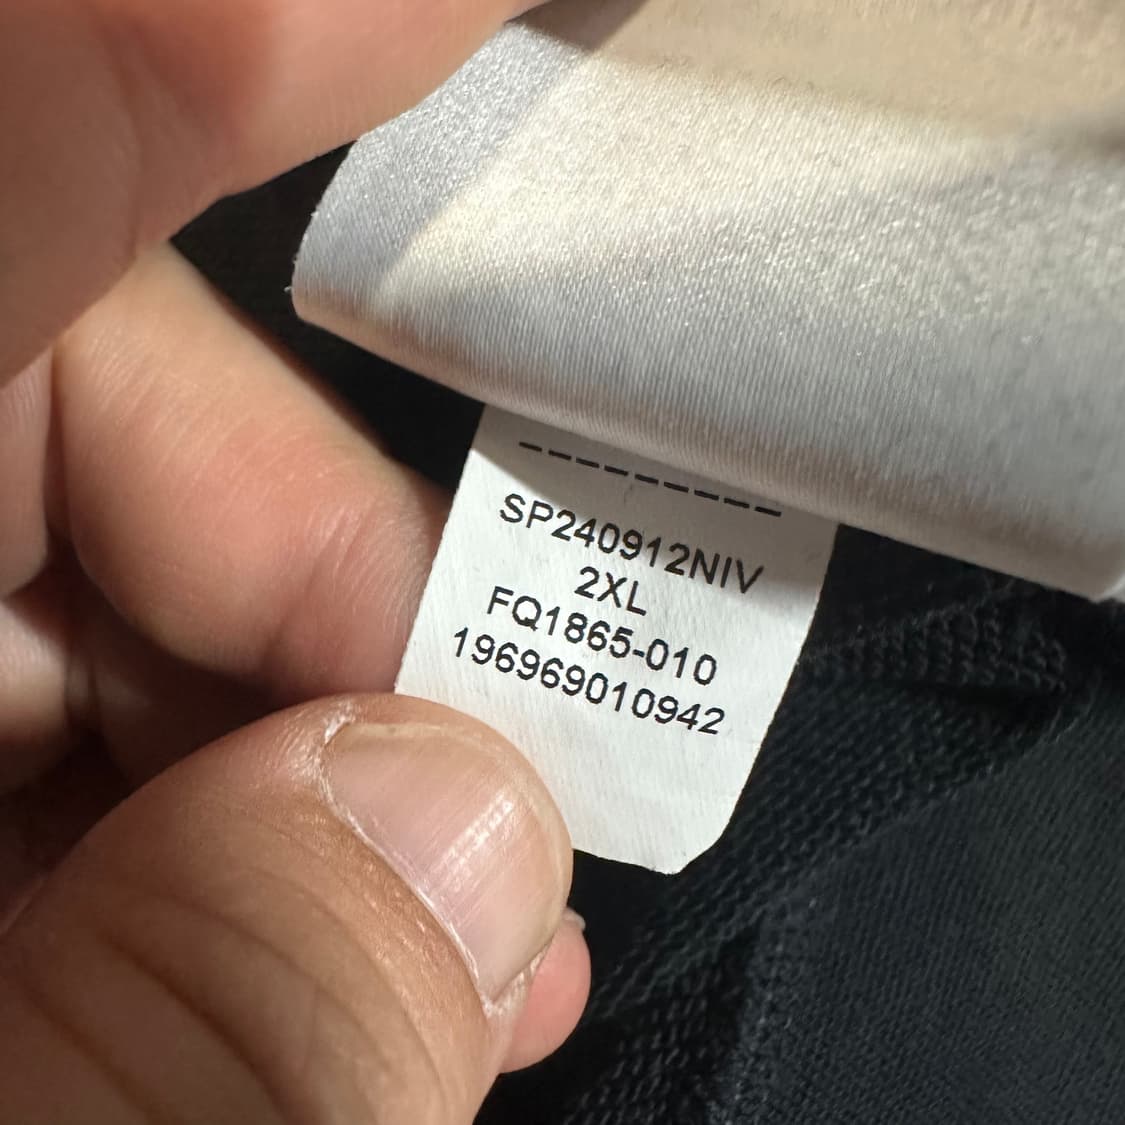 ----------
SP240912NIV
2XL
FQ1865-010
196969010942